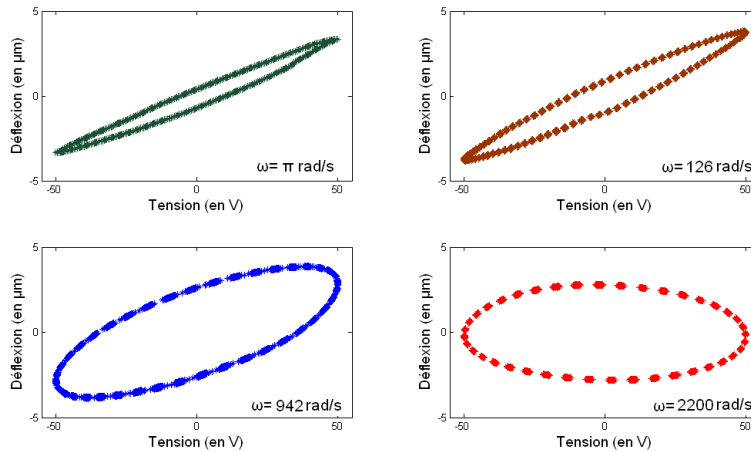 5
0
-5
-50
0
50
Déflexion (en µm)
Tension (en V)
ω= π rad/s
5
0
-5
-50
0
50
Déflexion (en µm)
Tension (en V)
ω= 126 rad/s
5
0
-5
-50
0
50
Déflexion (en µm)
Tension (en V)
ω= 942 rad/s
5
0
-5
-50
0
50
Déflexion (en µm)
Tension (en V)
ω= 2200 rad/s